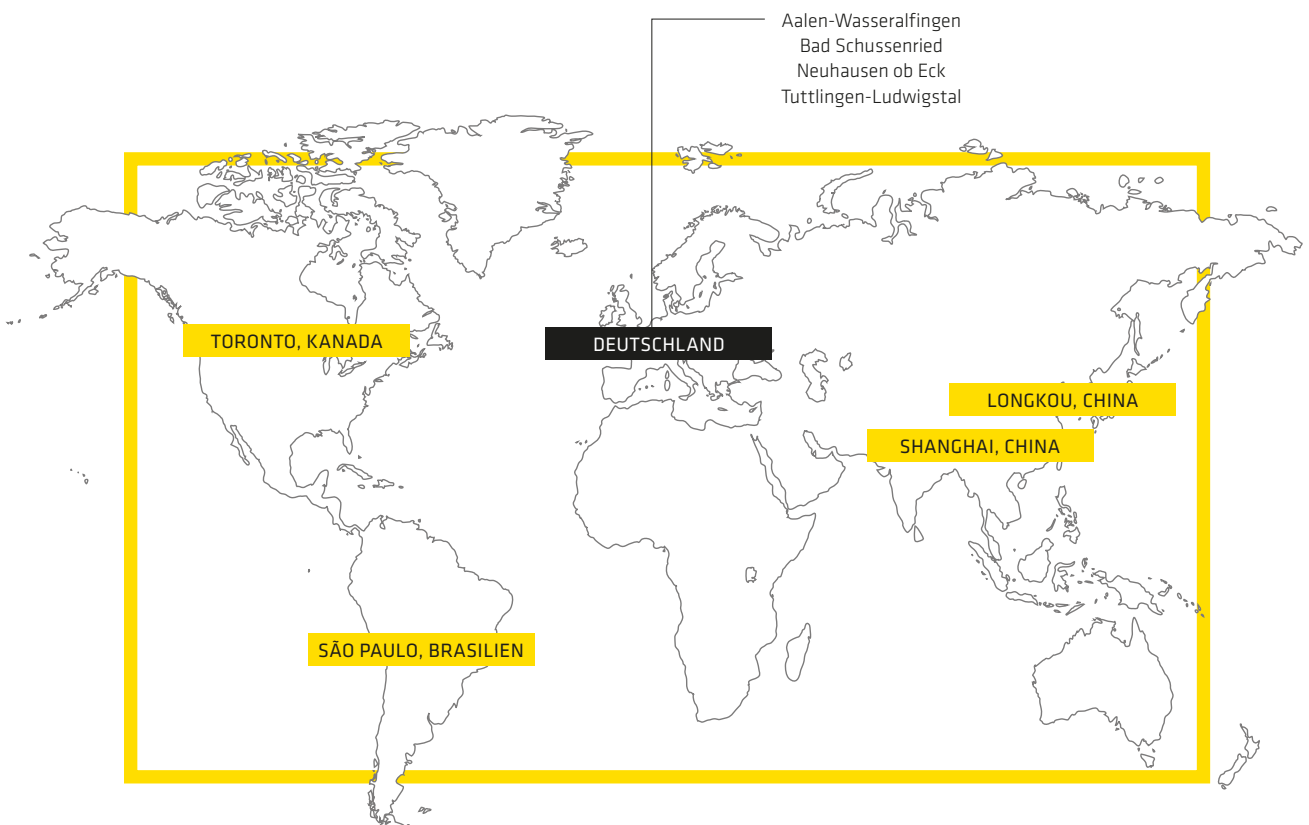 Aalen-Wasseralfingen
Bad Schussenried
Neuhausen ob Eck
Tuttlingen-Ludwigstal
TORONTO, KANADA
DEUTSCHLAND
LONGKOU, CHINA
SHANGHAI, CHINA
SÃO PAULO, BRASILIEN